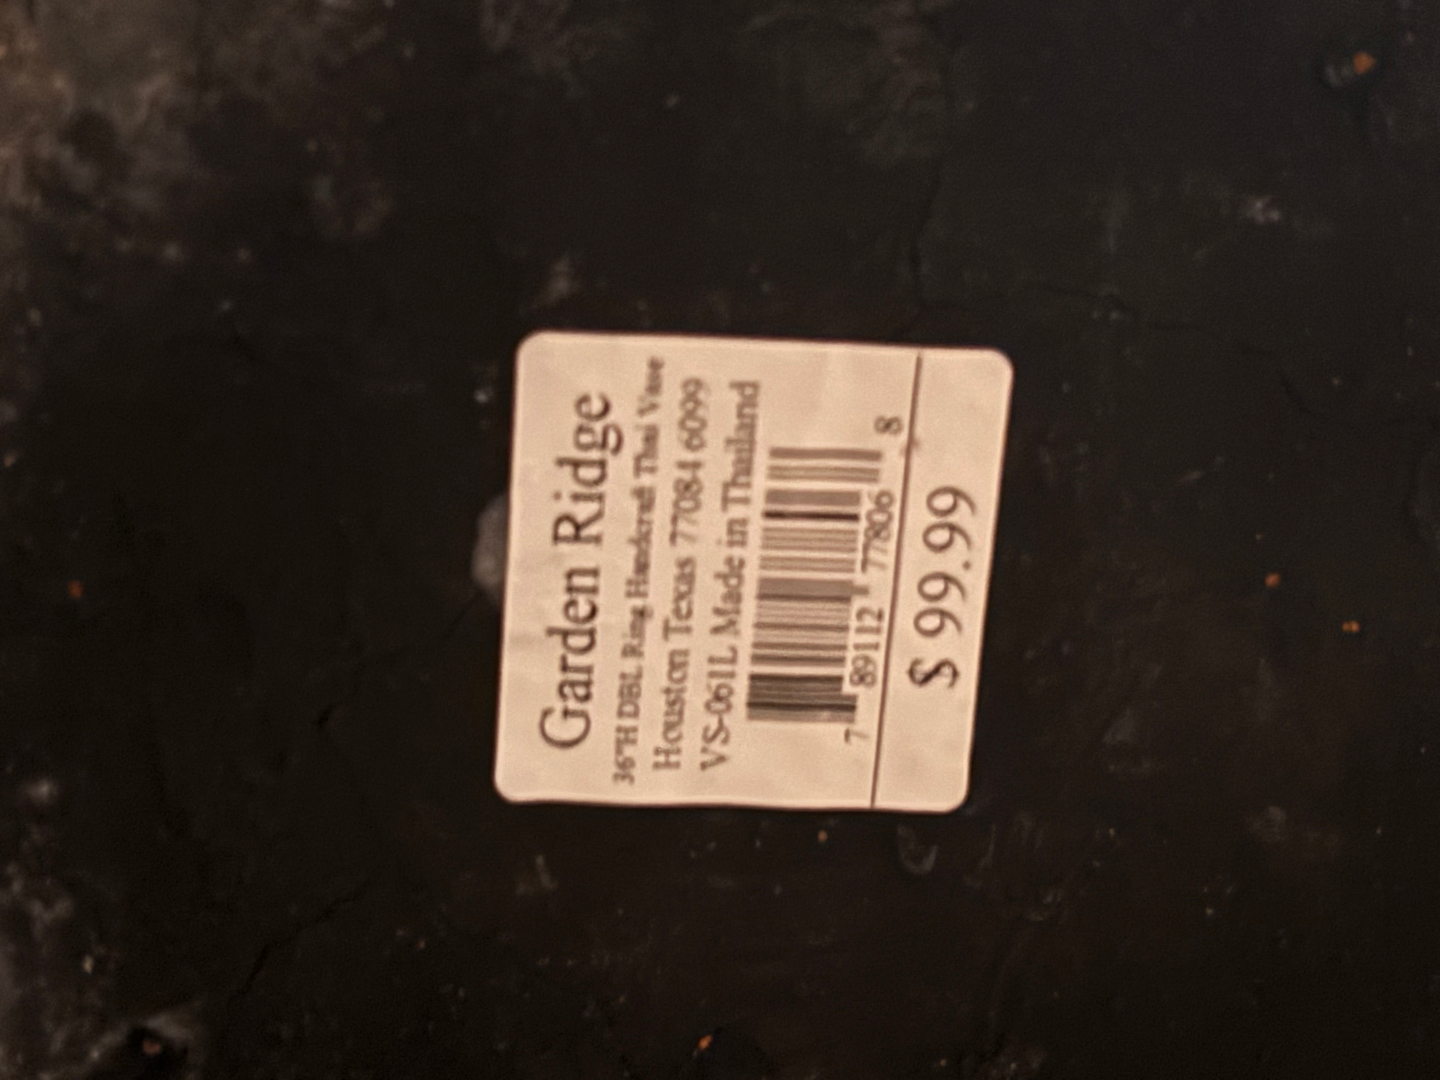 Garden Ridge
36"H DBL Ring Handcraft Thai Vase
Houston Texas 77084 6099
VS-061L Made in Thailand
7 89112 77806 8
$ 99.99